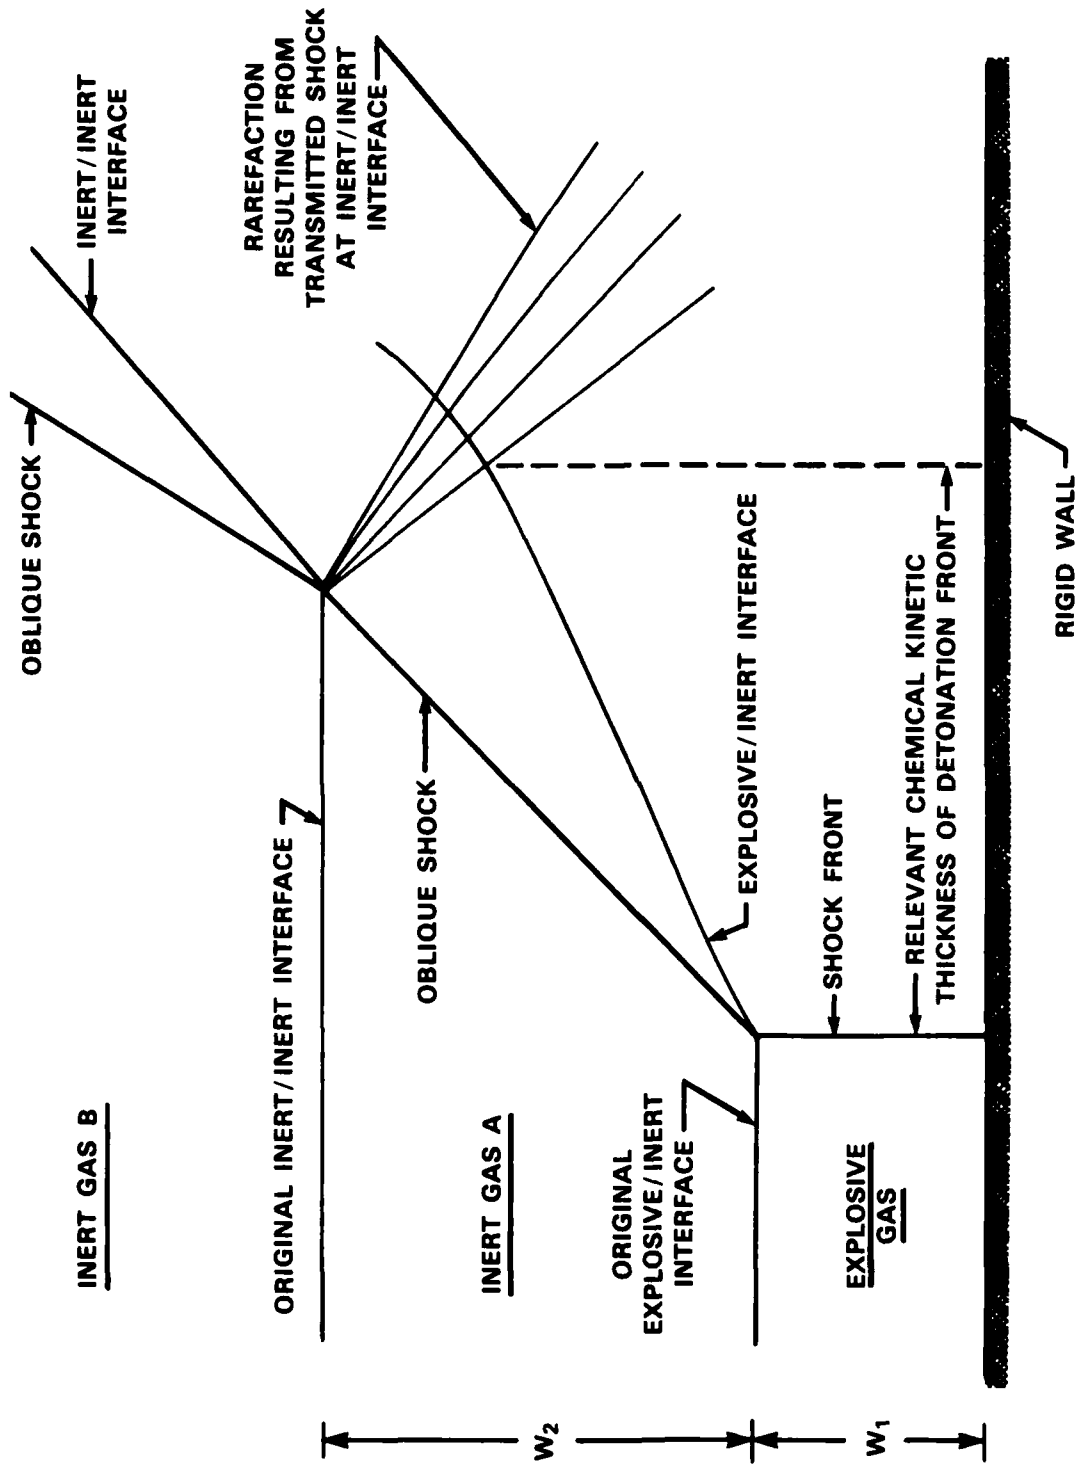 INERT GAS B
OBLIQUE SHOCK
INERT/INERT
INTERFACE
ORIGINAL INERT/INERT INTERFACE
RAREFACTION
RESULTING FROM
TRANSMITTED SHOCK
AT INERT/INERT
INTERFACE
INERT GAS A
OBLIQUE SHOCK
ORIGINAL
EXPLOSIVE/INERT
INTERFACE
EXPLOSIVE/INERT INTERFACE
EXPLOSIVE
GAS
SHOCK FRONT
RELEVANT CHEMICAL KINETIC
THICKNESS OF DETONATION FRONT
RIGID WALL
W2
W1